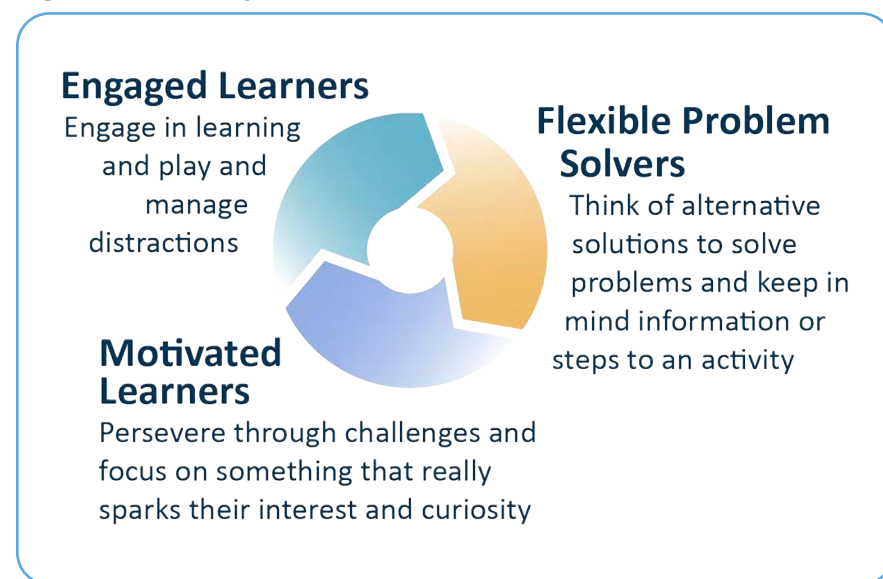 Engaged Learners
Engage in learning
and play and
manage
distractions
Flexible Problem
Solvers
Think of alternative
solutions to solve
problems and keep in
mind information or
steps to an activity
Motivated
Learners
Persevere through challenges and
focus on something that really
sparks their interest and curiosity